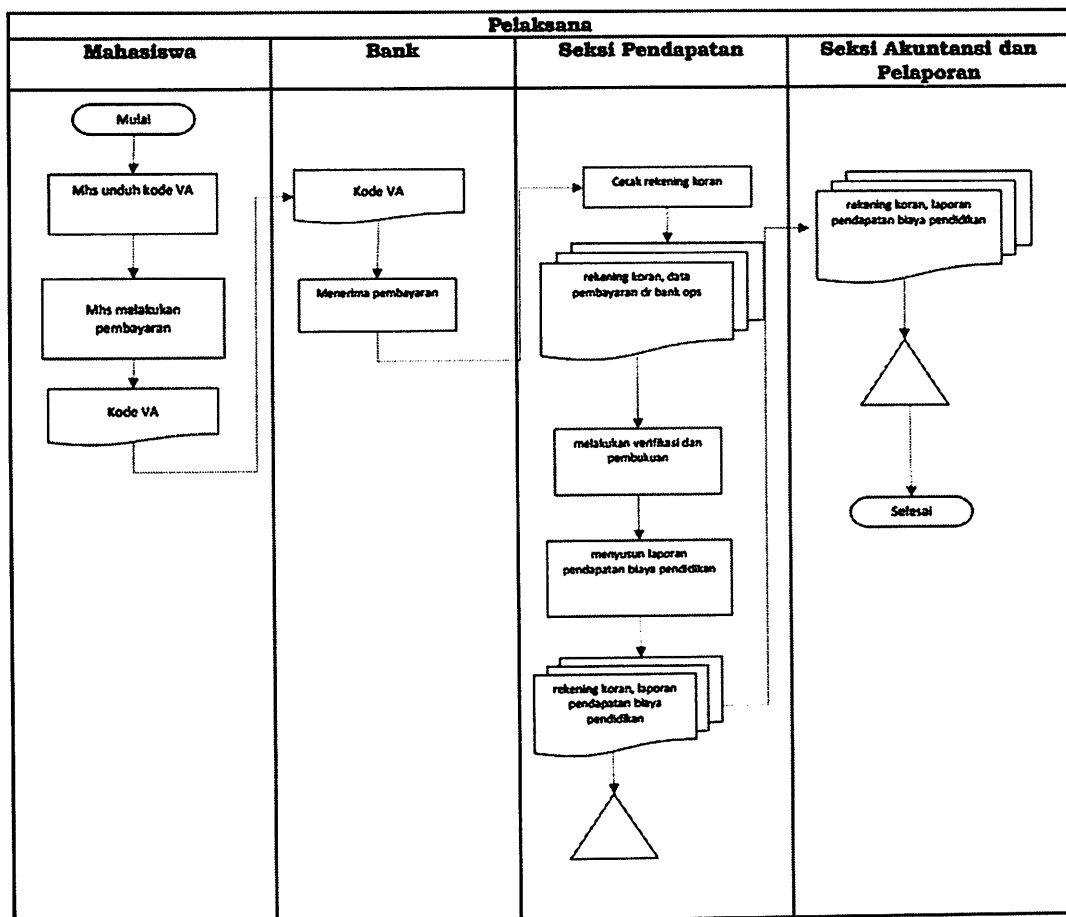 Pelaksana
Mahasiswa
Bank
Seksi Pendapatan
Seksi Akuntansi dan
Pelaporan
Mulai
Mhs unduh kode VA
Mhs melakukan
pembayaran
Kode VA
Kode VA
Menerima pembayaran
Cetak rekening koran
rekening koran, data
pembayaran dr bank ops
melakukan verifikasi dan
pembukuan
menyusun laporan
pendapatan biaya pendidikan
rekening koran, laporan
pendapatan biaya
pendidikan
rekening koran, laporan
pendapatan biaya pendidikan
Selesai